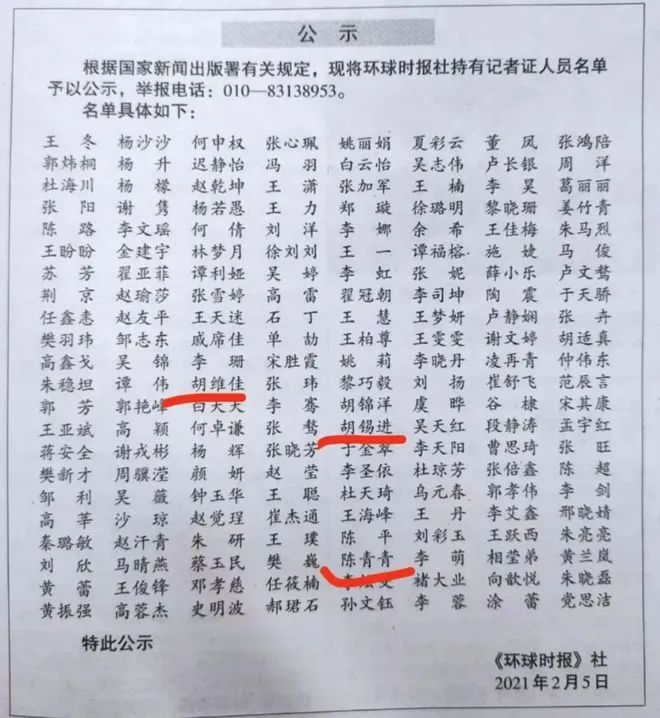 公示
根据国家新闻出版署有关规定，现将环球时报社持有记者证人员名单
予以公示，举报电话：010—83138953。
名单具体如下：
王冬 杨沙沙 何申权 张心珮 姚丽娟 夏彩云 董凤 张鸿陪
郭炜桐 杨升 迟静怡 冯羽 白云怡 吴志伟 卢长银 周洋
杜海川 杨檬 赵乾坤 王潇 张加军 王楠 李昊 葛丽丽
张阳 谢隽 杨若愚 王力 郑璇 徐璐明 黎晓珊 姜竹青
陈路 李文瑶 何倩 刘洋 李娜 余希 王佳梅 朱马烈
王盼盼 金建宇 林梦月 徐刘刘 王一 谭福榕 施婕 马俊
苏芳 翟亚菲 谭利娅 吴婷 李虹 张妮 薛小乐 卢文骜
荆京 赵瑜莎 张雪婷 高雷 翟冠朝 李司坤 陶震 于天骄
任鑫恚 赵友平 王天迷 石丁 王慧 王梦妍 卢静娴 张卉
樊羽玮 邹志东 戚席佳 单劼 王柏尊 王雯雯 谢文婷 胡适真
高鑫戈 吴锦 李珊 宋胜霞 姚莉 李晓丹 凌再青 仲伟东
朱稳坦 谭伟 胡维佳 张玮 黎巧毅 刘扬 崔舒飞 范辰言
郭芳 郭艳峰 白天天 李骞 胡锦洋 虞晔 谷棣 宋其康
王亚斌 高颖 何卓谦 张骜 胡锡进 吴天红 段静涛 孟宇红
蒋安全 谢戎彬 杨辉 张晓芳 于金翠 李天阳 曹思琦 张旺
樊新才 周骥滢 颜妍 赵莹 李圣依 杜琼芳 张倍鑫 陈超
邹利 吴薇 钟玉华 王聪 杜天琦 乌元春 郭孝伟 李剑
高莘 沙琼 赵觉珵 崔杰通 王海峰 王丹 李艾鑫 邢晓婧
秦璐敏 赵汗青 朱研 王璞 陈平 刘彩玉 王跃西 朱亮亮
刘欣 马晴燕 蔡玉民 樊巍 陈青青 李萌 相莹弟 黄兰岚
黄蕾 王俊锋 邓孝慈 任筱楠 褚大业 向歆悦 朱晓磊
黄振强 高蓉杰 史明波 郝珺石 孙文钰 李蓉 涂蕾 党思洁
特此公示
《环球时报》社
2021年2月5日